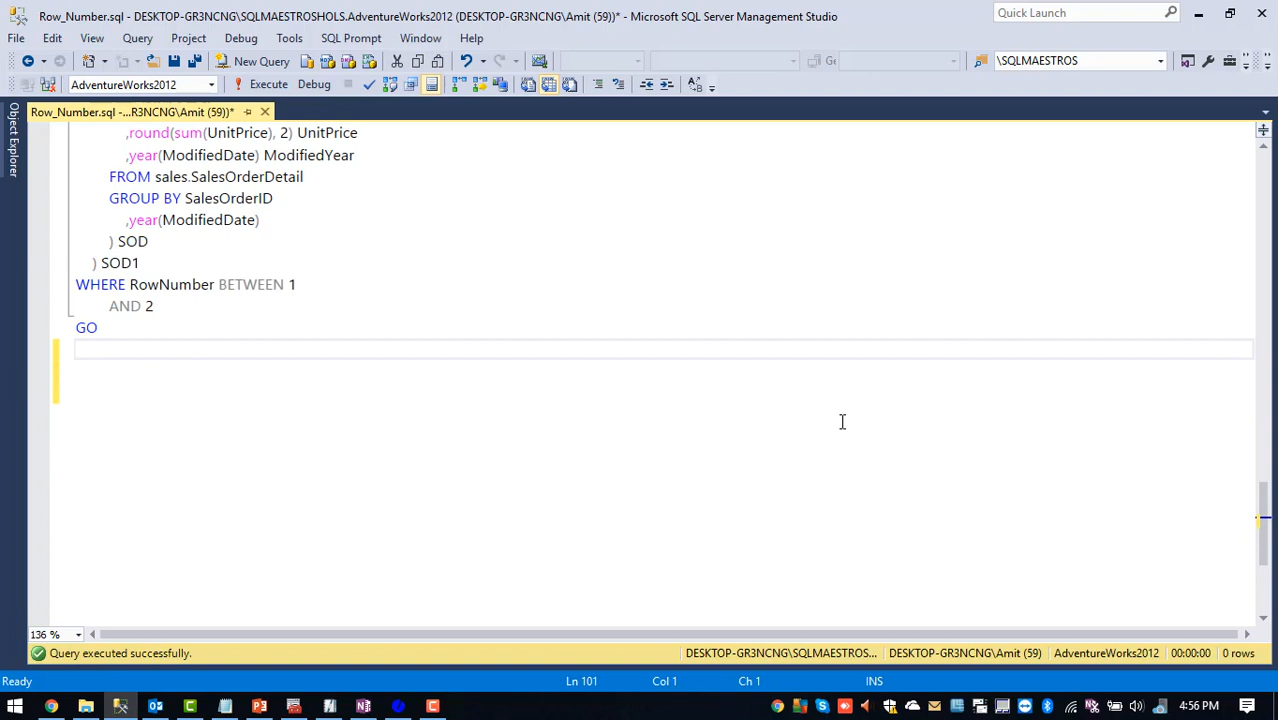 Row_Number.sql - DESKTOP-GR3NCNG\SQLMAESTROSHOLS.AdventureWorks2012 (DESKTOP-GR3NCNG\Amit (59))* - Microsoft SQL Server Management Studio
Quick Launch
File Edit View Query Project Debug Tools SQL Prompt Window Help
New Query
\SQLMAESTROS
AdventureWorks2012
Execute Debug
Row_Number.sql -...R3NCNG\Amit (59))*
Object Explorer
,round(sum(UnitPrice), 2) UnitPrice
,year(ModifiedDate) ModifiedYear
FROM sales.SalesOrderDetail
GROUP BY SalesOrderID
,year(ModifiedDate)
) SOD
) SOD1
WHERE RowNumber BETWEEN 1
AND 2
GO
136 %
Query executed successfully.
DESKTOP-GR3NCNG\SQLMAESTROS... DESKTOP-GR3NCNG\Amit (59) AdventureWorks2012 00:00:00 0 rows
Ready Ln 101 Col 1 Ch 1 INS
4:56 PM